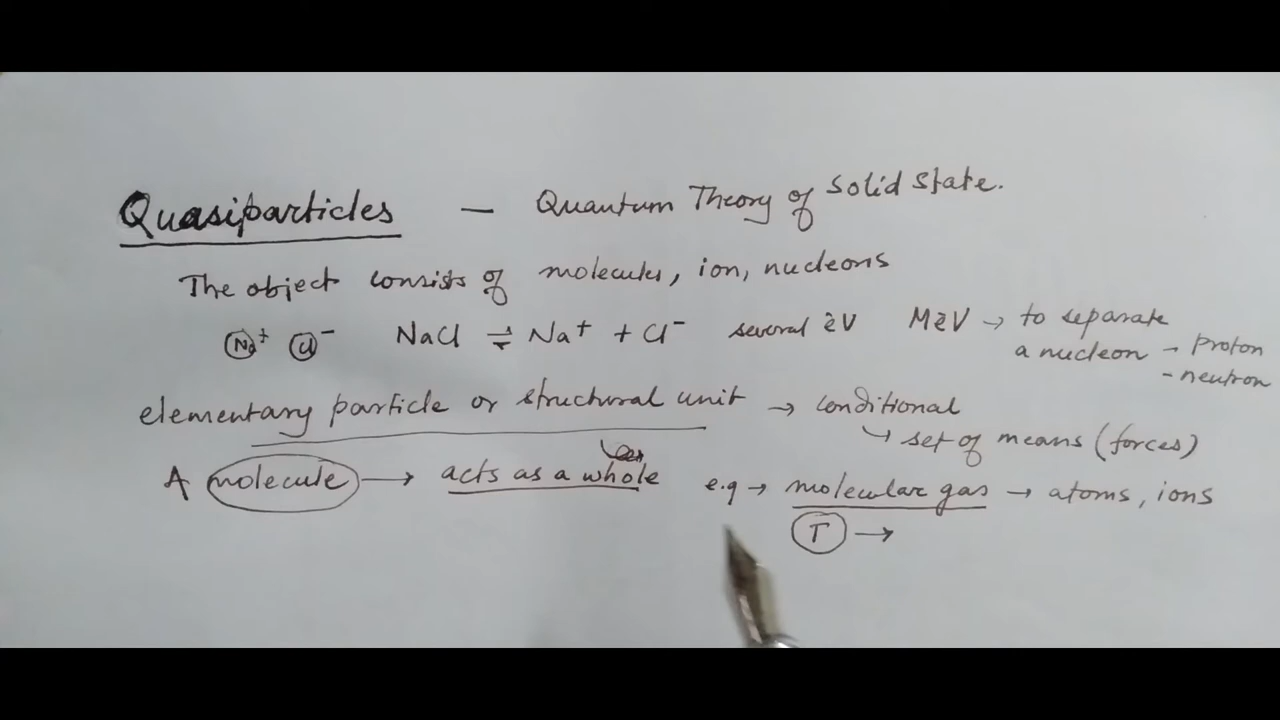 Quasiparticles — Quantum Theory of Solid State.
The object consists of molecules, ion, nucleons
Na⁺ Cl⁻ NaCl ⇌ Na⁺ + Cl⁻ several eV MeV → to separate
a nucleon - proton
- neutron
elementary particle or structural unit → conditional
↳ set of means (forces)
A molecule → acts as a whole e.g → molecular gas → atoms, ions
T →